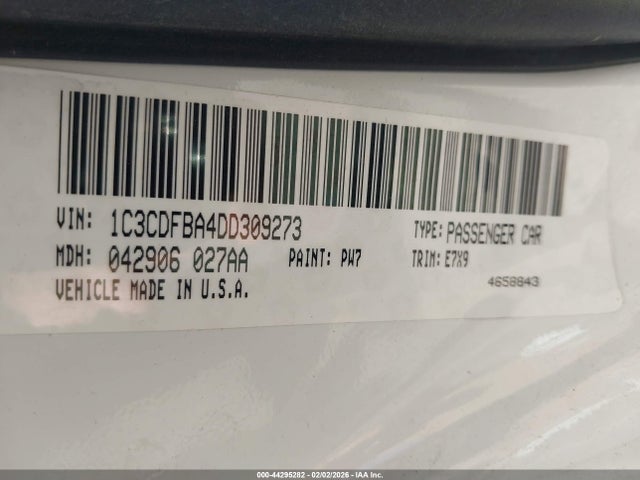 VIN: 1C3CDFBA4DD309273 TYPE: PASSENGER CAR
MDH: 042906 027AA PAINT: PW7 TRIM: E7X9
VEHICLE MADE IN U.S.A. 4658843
000-44295282 - 02/02/2026 - IAA Inc.